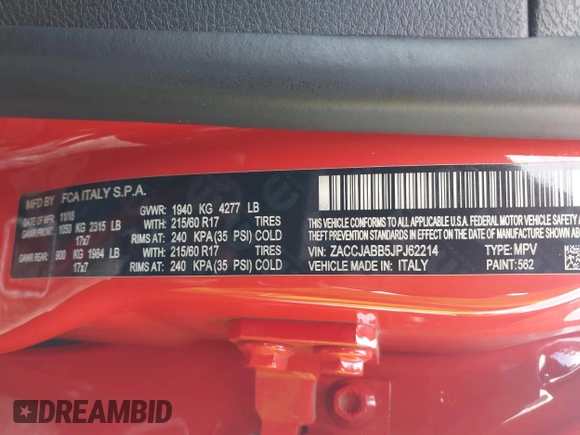 MFD BY FCA ITALY S.P.A.
DATE OF MFR: 11/18 GVWR: 1940 KG 4277 LB
GAWR FRONT: 1050 KG 2315 LB WITH: 215/60 R17 TIRES
17x7 RIMS AT: 240 KPA (35 PSI) COLD
GAWR REAR: 900 KG 1984 LB WITH: 215/60 R17 TIRES
17x7 RIMS AT: 240 KPA (35 PSI) COLD
THIS VEHICLE CONFORMS TO ALL APPLICABLE U.S.A. FEDERAL MOTOR VEHICLE SAFETY
THEFT PREVENTION STANDARDS IN EFFECT ON THE DATE OF MANUFACTURE SHOWN ABOVE.
VIN: ZACCJABB5JPJ62214 TYPE: MPV
VEHICLE MADE IN: ITALY PAINT: 562
DREAMBID